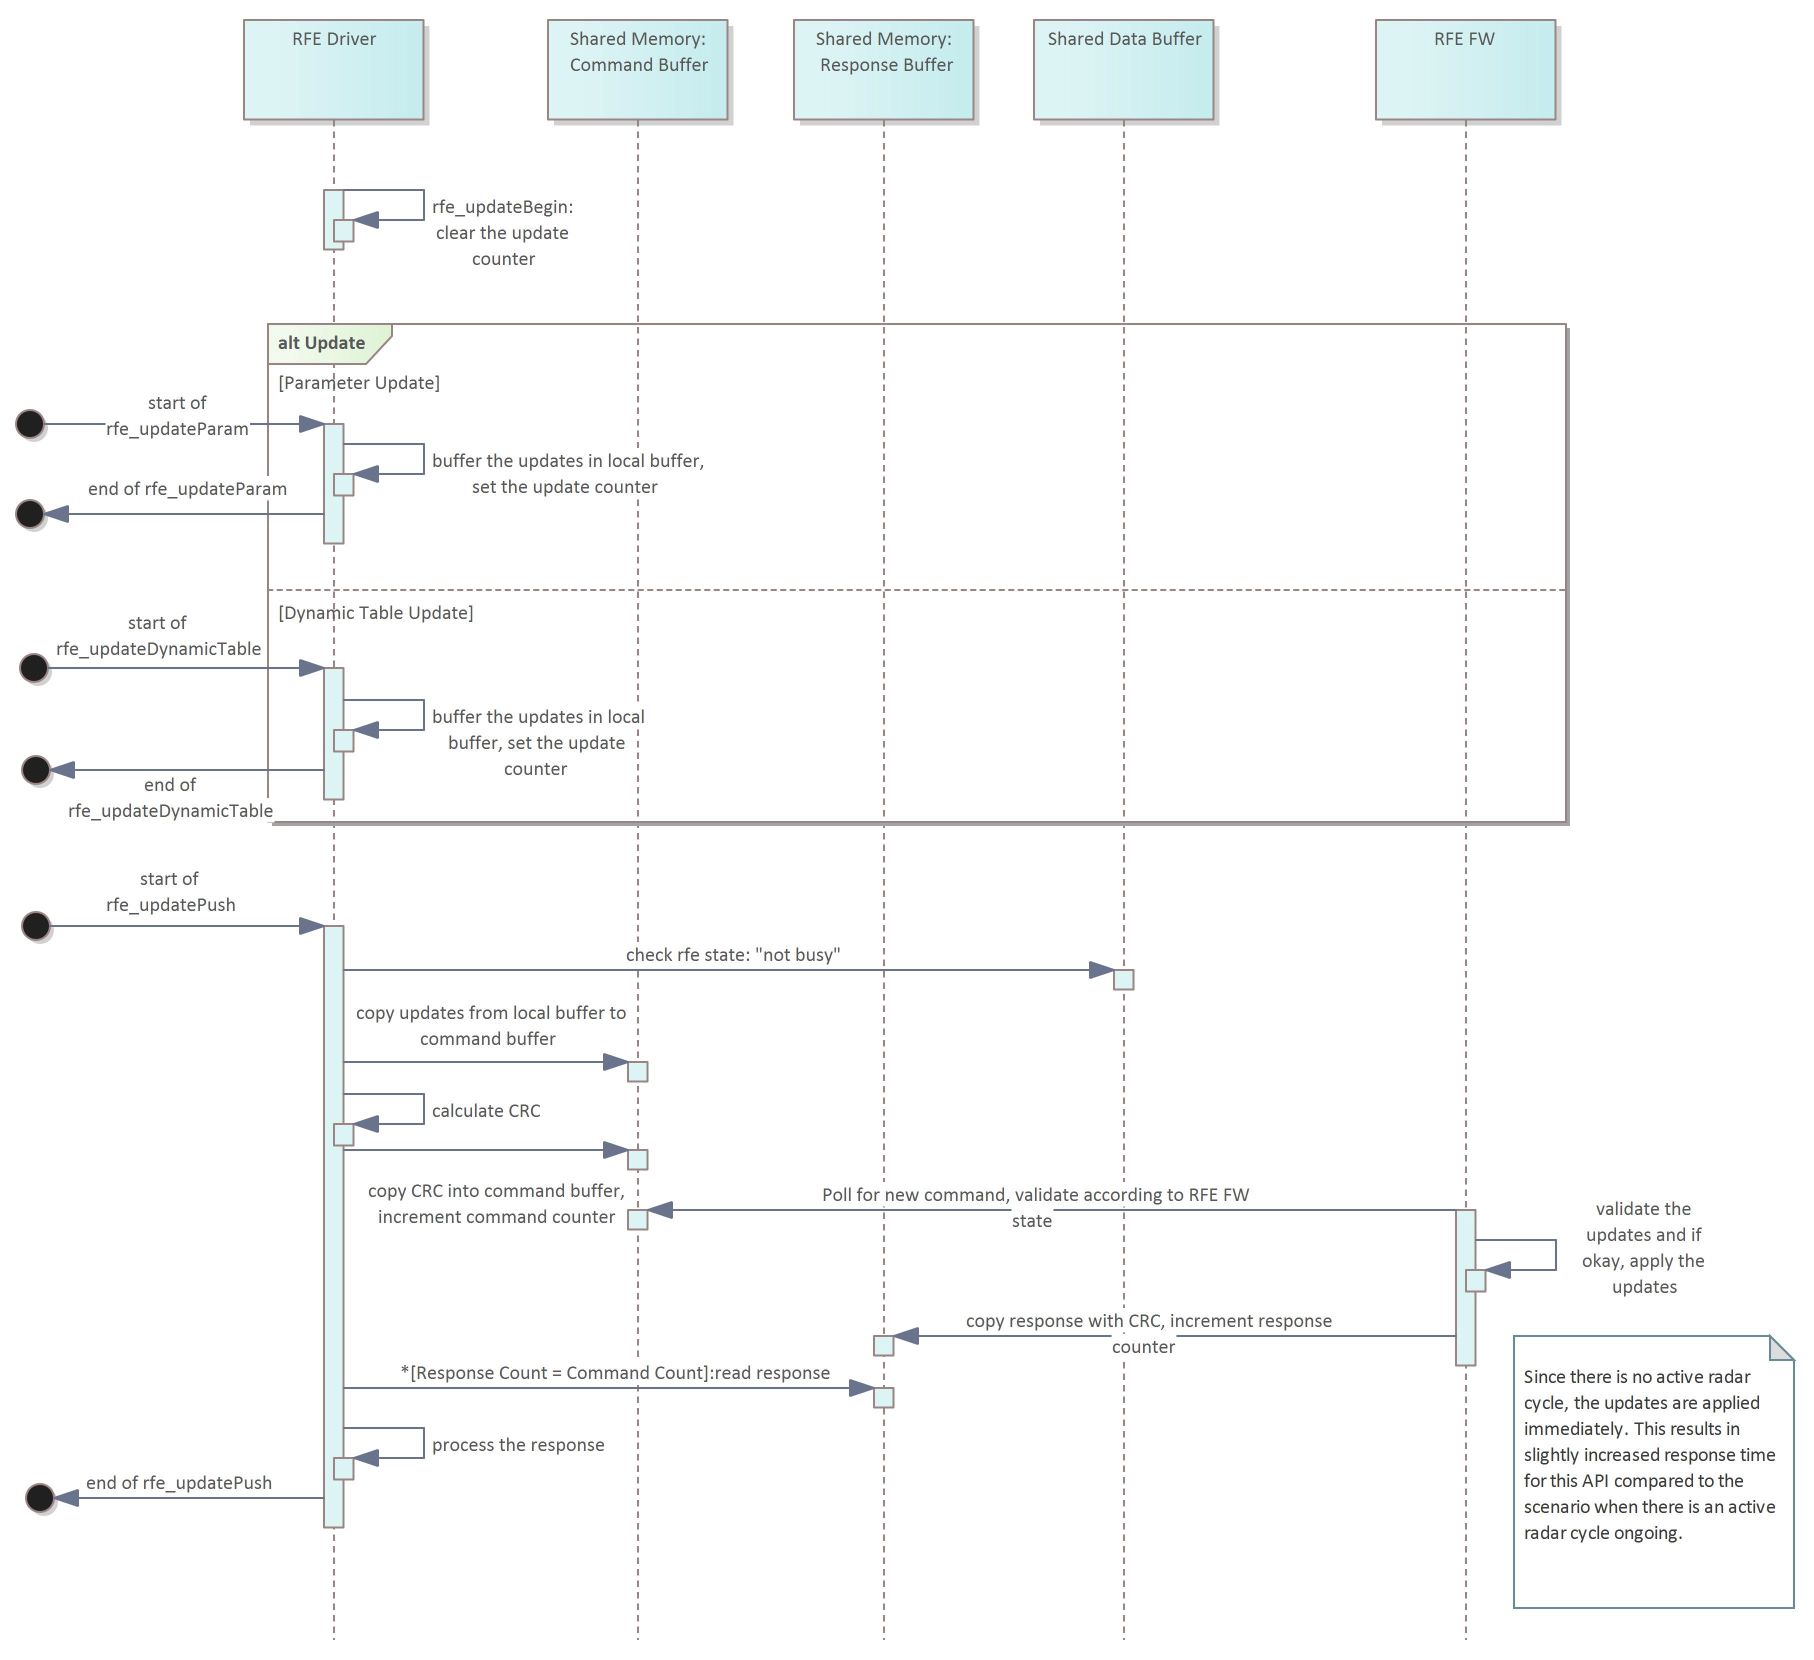 RFE Driver
Shared Memory:
Command Buffer
Shared Memory:
Response Buffer
Shared Data Buffer
RFE FW
rfe_updateBegin:
clear the update
counter
alt Update
[Parameter Update]
start of
rfe_updateParam
buffer the updates in local buffer,
set the update counter
end of rfe_updateParam
[Dynamic Table Update]
start of
rfe_updateDynamicTable
buffer the updates in local
buffer, set the update
counter
end of
rfe_updateDynamicTable
start of
rfe_updatePush
check rfe state: "not busy"
copy updates from local buffer to
command buffer
calculate CRC
copy CRC into command buffer,
increment command counter
Poll for new command, validate according to RFE FW
state
validate the
updates and if
okay, apply the
updates
copy response with CRC, increment response
counter
*[Response Count = Command Count]:read response
process the response
end of rfe_updatePush
Since there is no active radar
cycle, the updates are applied
immediately. This results in
slightly increased response time
for this API compared to the
scenario when there is an active
radar cycle ongoing.